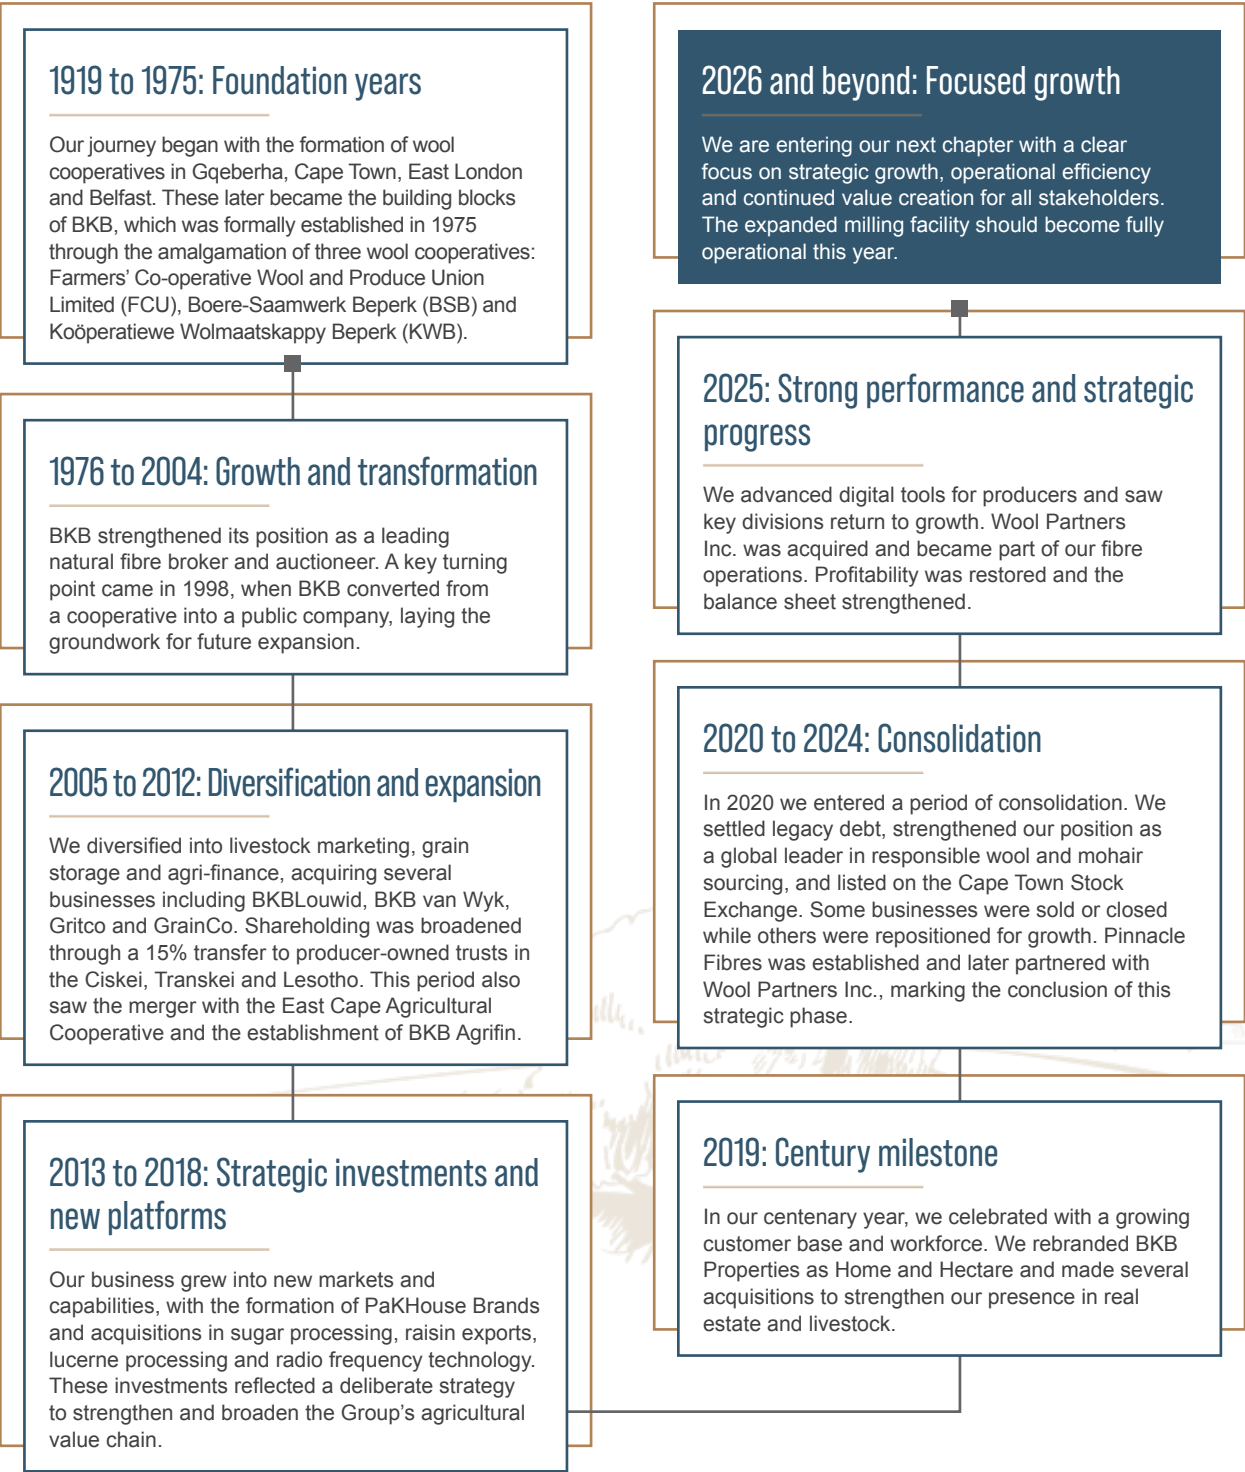 1919 to 1975: Foundation years
Our journey began with the formation of wool
cooperatives in Gqeberha, Cape Town, East London
and Belfast. These later became the building blocks
of BKB, which was formally established in 1975
through the amalgamation of three wool cooperatives:
Farmers’ Co-operative Wool and Produce Union
Limited (FCU), Boere-Saamwerk Beperk (BSB) and
Koöperatiewe Wolmaatskappy Beperk (KWB).
1976 to 2004: Growth and transformation
BKB strengthened its position as a leading
natural fibre broker and auctioneer. A key turning
point came in 1998, when BKB converted from
a cooperative into a public company, laying the
groundwork for future expansion.
2005 to 2012: Diversification and expansion
We diversified into livestock marketing, grain
storage and agri-finance, acquiring several
businesses including BKBLouwid, BKB van Wyk,
Gritco and GrainCo. Shareholding was broadened
through a 15% transfer to producer-owned trusts in
the Ciskei, Transkei and Lesotho. This period also
saw the merger with the East Cape Agricultural
Cooperative and the establishment of BKB Agrifin.
2013 to 2018: Strategic investments and
new platforms
Our business grew into new markets and
capabilities, with the formation of PaKHouse Brands
and acquisitions in sugar processing, raisin exports,
lucerne processing and radio frequency technology.
These investments reflected a deliberate strategy
to strengthen and broaden the Group’s agricultural
value chain.
2019: Century milestone
In our centenary year, we celebrated with a growing
customer base and workforce. We rebranded BKB
Properties as Home and Hectare and made several
acquisitions to strengthen our presence in real
estate and livestock.
2020 to 2024: Consolidation
In 2020 we entered a period of consolidation. We
settled legacy debt, strengthened our position as
a global leader in responsible wool and mohair
sourcing, and listed on the Cape Town Stock
Exchange. Some businesses were sold or closed
while others were repositioned for growth. Pinnacle
Fibres was established and later partnered with
Wool Partners Inc., marking the conclusion of this
strategic phase.
2025: Strong performance and strategic
progress
We advanced digital tools for producers and saw
key divisions return to growth. Wool Partners
Inc. was acquired and became part of our fibre
operations. Profitability was restored and the
balance sheet strengthened.
2026 and beyond: Focused growth
We are entering our next chapter with a clear
focus on strategic growth, operational efficiency
and continued value creation for all stakeholders.
The expanded milling facility should become fully
operational this year.